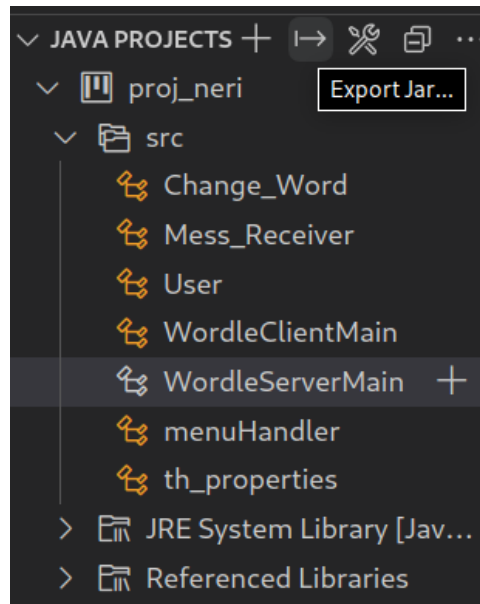 JAVA PROJECTS
proj_neri
Export Jar...
src
Change_Word
Mess_Receiver
User
WordleClientMain
WordleServerMain
menuHandler
th_properties
JRE System Library [Jav...
Referenced Libraries